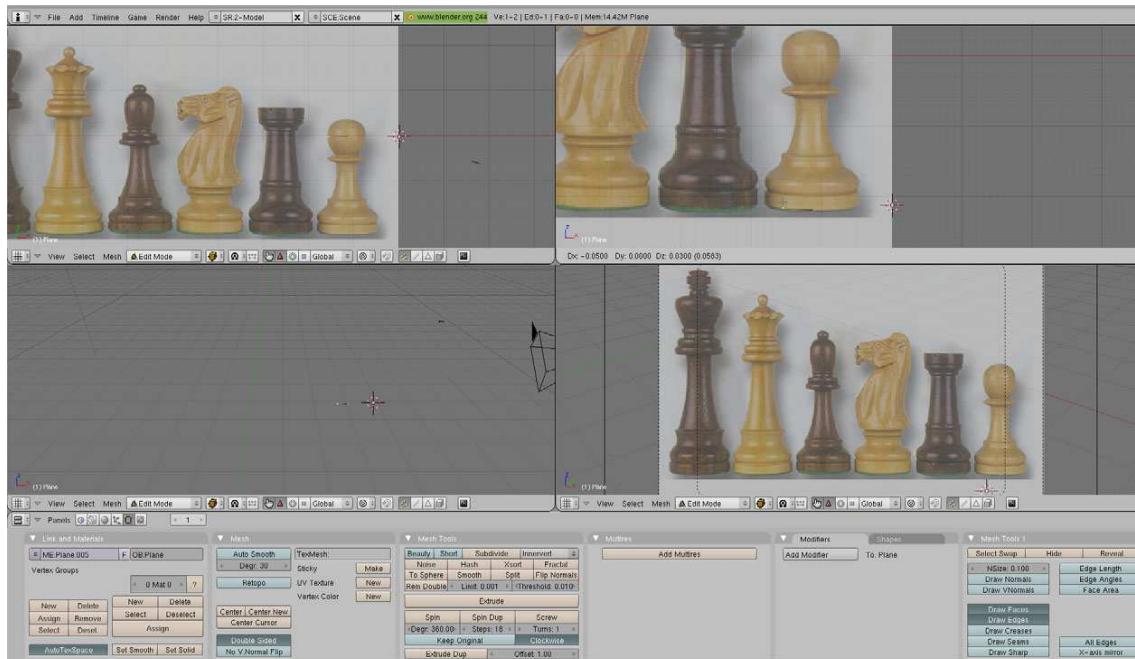 File Add Timeline Game Render Help SR:2-Model X SCE:Scene X www.blender.org 244 Ve:1-2 | Ed:0-1 | Fa:0-0 | Mem:14.42M Plane
(1) Plane
(1) Plane
View Select Mesh Edit Mode Global
Dx: -0.0500 Dy: 0.0000 Dz: 0.0300 (0.0583)
(1) Plane
(1) Plane
View Select Mesh Edit Mode Global
View Select Mesh Edit Mode Global
Panels 1
Link and Materials
ME:Plane.005 F OB:Plane
Vertex Groups
0 Mat 0 ?
New Delete New Delete
Assign Remove Select Deselect
Select Desel. Assign
AutoTexSpace Set Smooth Set Solid
Mesh
Auto Smooth TexMesh:
Degr: 30 Sticky Make
Retopo UV Texture New
Vertex Color New
Center Center New
Center Cursor
Double Sided
No V.Normal Flip
Mesh Tools
Beauty Short Subdivide Innervert
Noise Hash Xsort Fractal
To Sphere Smooth Split Flip Normals
Rem Double Limit: 0.001 Threshold: 0.010
Extrude
Spin Spin Dup Screw
Degr: 360.00 Steps: 18 Turns: 1
Keep Original Clockwise
Extrude Dup Offset: 1.00
Multires
Add Multires
Modifiers Shapes
Add Modifier To: Plane
Mesh Tools 1
Select Swap Hide Reveal
NSize: 0.100 Edge Length
Draw Normals Edge Angles
Draw VNormals Face Area
Draw Faces
Draw Edges
Draw Creases
Draw Seams All Edges
Draw Sharp X-axis mirror